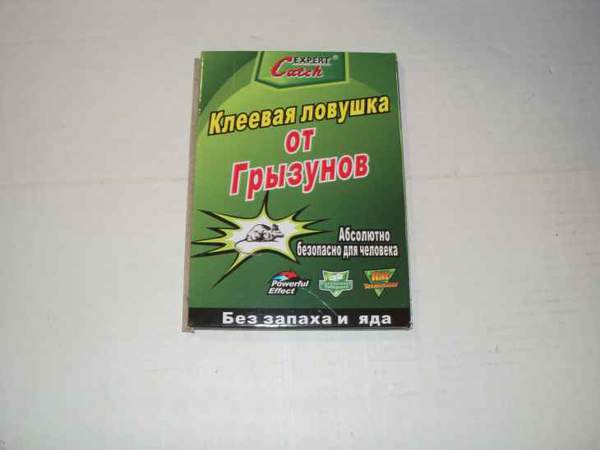 EXPERT
Catch®
Клеевая ловушка
от
Грызунов
Абсолютно
безопасно для человека
Powerful
Effect
Без запаха и яда